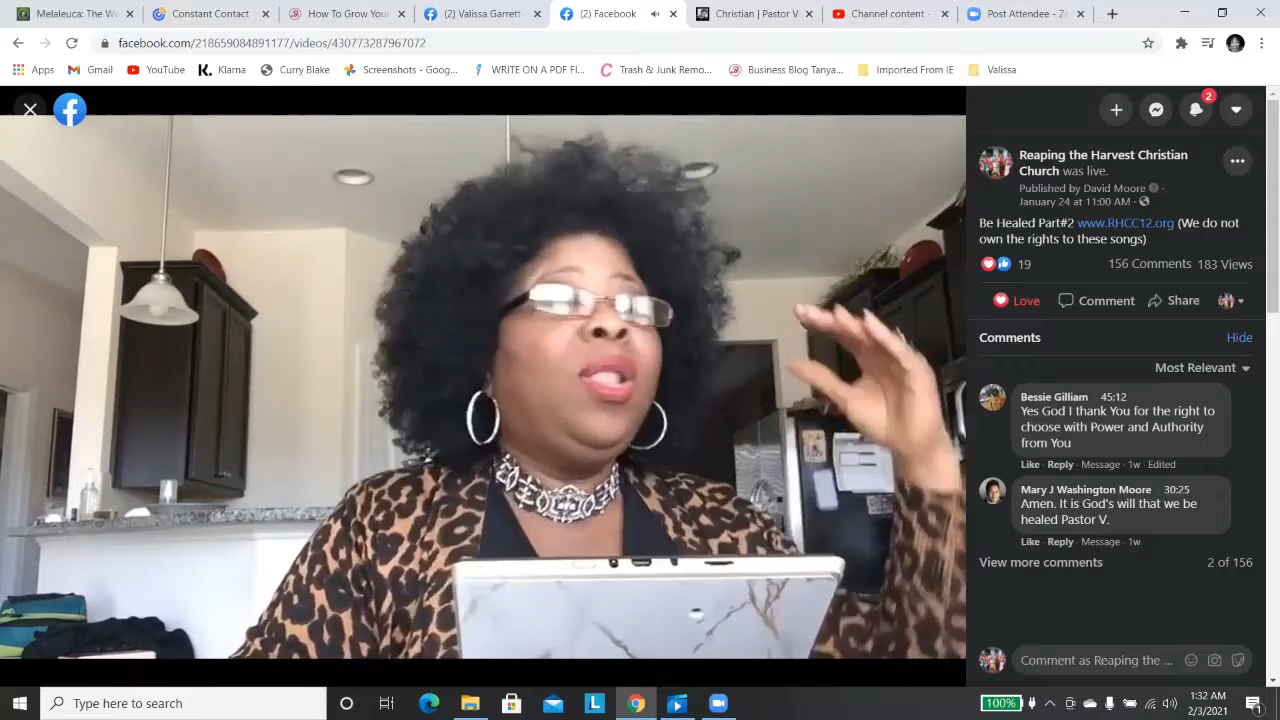 Melaleuca: The We
Constant Contact
How To Grow Your
(2) Valissa Garrett-
(2) Facebook
Christian | Pastor V
Channel content -
Port Attendee - Zo
facebook.com/218659084891177/videos/430773287967072
Apps
Gmail
YouTube
K. Klarna
Curry Blake
Screenshots - Goog...
WRITE ON A PDF FI...
Trash & Junk Remo...
Business Blog Tanya...
Imported From IE
Valissa
2
Reaping the Harvest Christian
Church was live.
Published by David Moore ·
January 24 at 11:00 AM ·
Be Healed Part#2 www.RHCC12.org (We do not
own the rights to these songs)
19
156 Comments 183 Views
Love
Comment
Share
Comments
Hide
Most Relevant
Bessie Gilliam · 45:12
Yes God I thank You for the right to
choose with Power and Authority
from You
Like · Reply · Message · 1w · Edited
Mary J Washington Moore 30:25
Amen. It is God's will that we be
healed Pastor V.
Like · Reply · Message · 1w
View more comments
2 of 156
Comment as Reaping the ...
Type here to search
L
100%
1:32 AM
2/3/2021
1